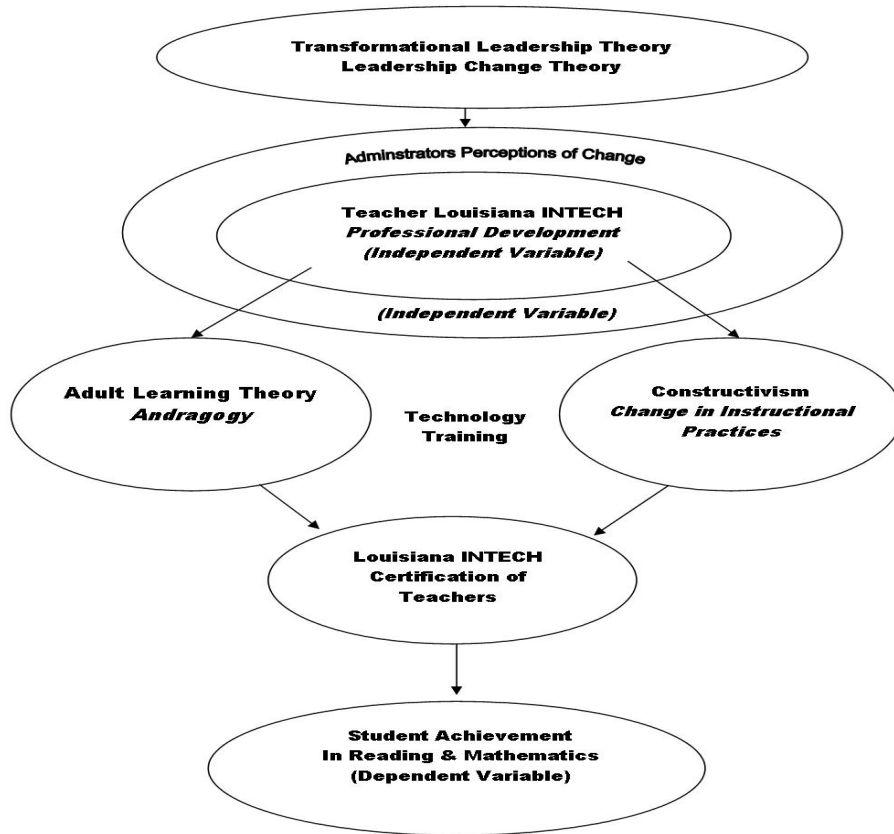 Transformational Leadership Theory
Leadership Change Theory
Adminstrators Perceptions of Change
Teacher Louisiana INTECH
Professional Development
(Independent Variable)
(Independent Variable)
Adult Learning Theory
Andragogy
Technology
Training
Constructivism
Change in Instructional
Practices
Louisiana INTECH
Certification of
Teachers
Student Achievement
In Reading & Mathematics
(Dependent Variable)